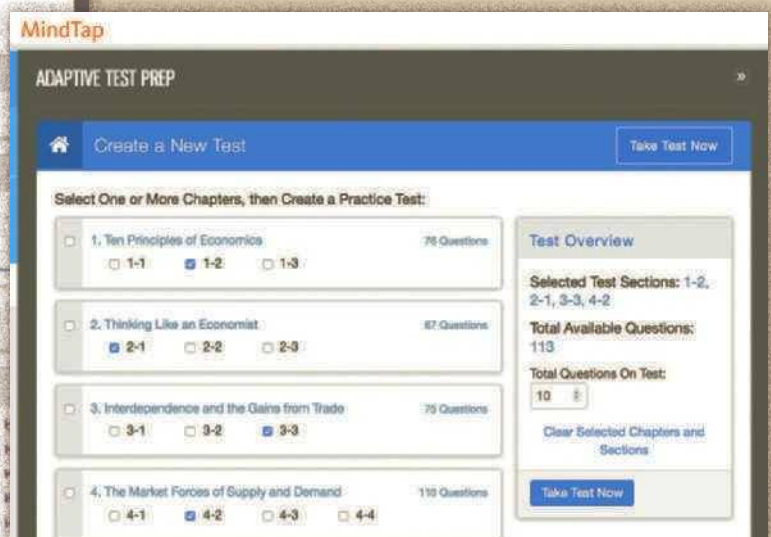 MindTap
ADAPTIVE TEST PREP »
Create a New Test
Take Test Now
Select One or More Chapters, then Create a Practice Test:
1. Ten Principles of Economics 76 Questions
1-1 1-2 1-3
2. Thinking Like an Economist 67 Questions
2-1 2-2 2-3
3. Interdependence and the Gains from Trade 75 Questions
3-1 3-2 3-3
4. The Market Forces of Supply and Demand 110 Questions
4-1 4-2 4-3 4-4
Test Overview
Selected Test Sections: 1-2,
2-1, 3-3, 4-2
Total Available Questions:
113
Total Questions On Test:
10
Clear Selected Chapters and
Sections
Take Test Now